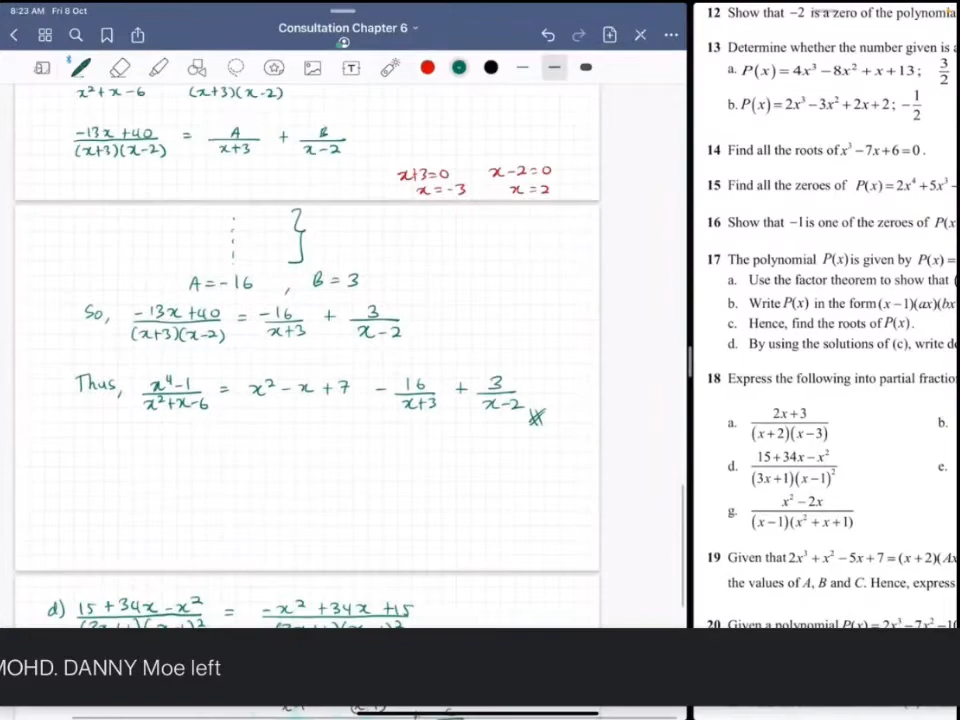 8:23 AM Fri 8 Oct
Consultation Chapter 6
x² + x - 6 (x+3)(x-2)
-13x + 40 / (x+3)(x-2) = A / x+3 + B / x-2
x+3=0 x-2=0
x=-3 x=2
A = -16 , B = 3
So, -13x + 40 / (x+3)(x-2) = -16 / x+3 + 3 / x-2
Thus, x⁴-1 / x²+x-6 = x² - x + 7 - 16 / x+3 + 3 / x-2
d) 15 + 34x - x² = -x² + 34x + 15
MOHD. DANNY Moe left
12 Show that -2 is a zero of the polynomia
13 Determine whether the number given is
a. P(x) = 4x³ - 8x² + x + 13; 3/2
b. P(x) = 2x³ - 3x² + 2x + 2; -1/2
14 Find all the roots of x³ - 7x + 6 = 0.
15 Find all the zeroes of P(x) = 2x⁴ + 5x³ -
16 Show that -1 is one of the zeroes of P(x
17 The polynomial P(x) is given by P(x) =
a. Use the factor theorem to show that (
b. Write P(x) in the form (x-1)(ax)(bx
c. Hence, find the roots of P(x).
d. By using the solutions of (c), write d
18 Express the following into partial fractio
a. 2x+3 / (x+2)(x-3) b.
d. 15+34x-x² / (3x+1)(x-1)² e.
g. x²-2x / (x-1)(x²+x+1)
19 Given that 2x³ + x² - 5x + 7 = (x+2)(Ax
the values of A, B and C. Hence, express
20 Given a polynomial P(x) = 2x³ - 7x² - 1